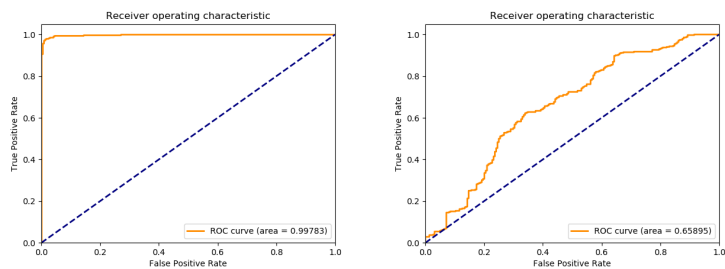 Receiver operating characteristic
1.0
0.8
0.6
0.4
0.2
0.0
True Positive Rate
ROC curve (area = 0.99783)
0.0 0.2 0.4 0.6 0.8 1.0
False Positive Rate
Receiver operating characteristic
1.0
0.8
0.6
0.4
0.2
0.0
True Positive Rate
ROC curve (area = 0.65895)
0.0 0.2 0.4 0.6 0.8 1.0
False Positive Rate